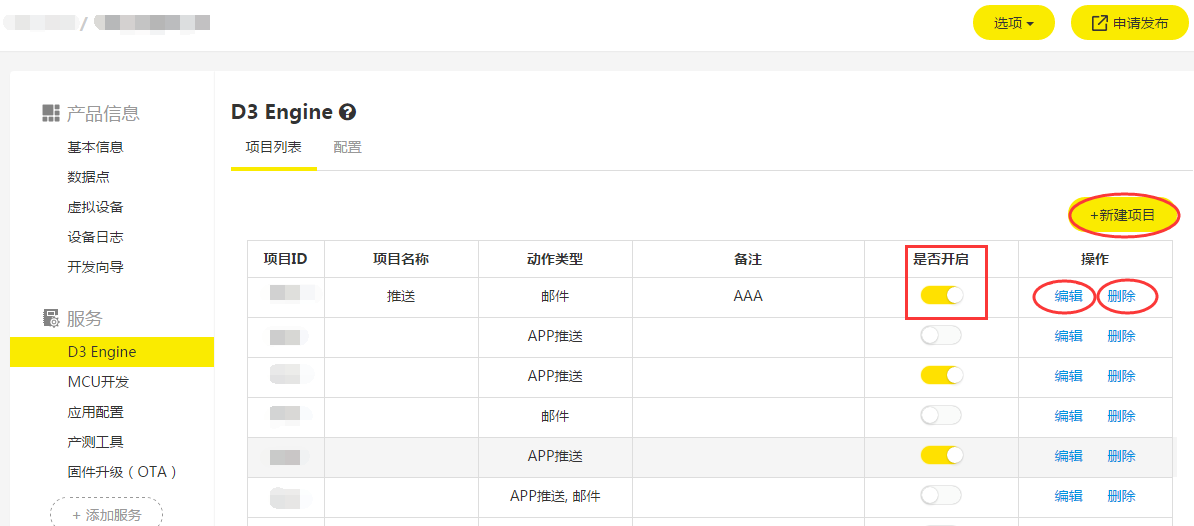 /
选项
申请发布
产品信息
基本信息
数据点
虚拟设备
设备日志
开发向导
服务
D3 Engine
MCU开发
应用配置
产测工具
固件升级（OTA）
+ 添加服务
D3 Engine ?
项目列表 配置
+新建项目
项目ID 项目名称 动作类型 备注 是否开启 操作
推送 邮件 AAA 编辑 删除
APP推送 编辑 删除
APP推送 编辑 删除
邮件 编辑 删除
APP推送 编辑 删除
APP推送, 邮件 编辑 删除